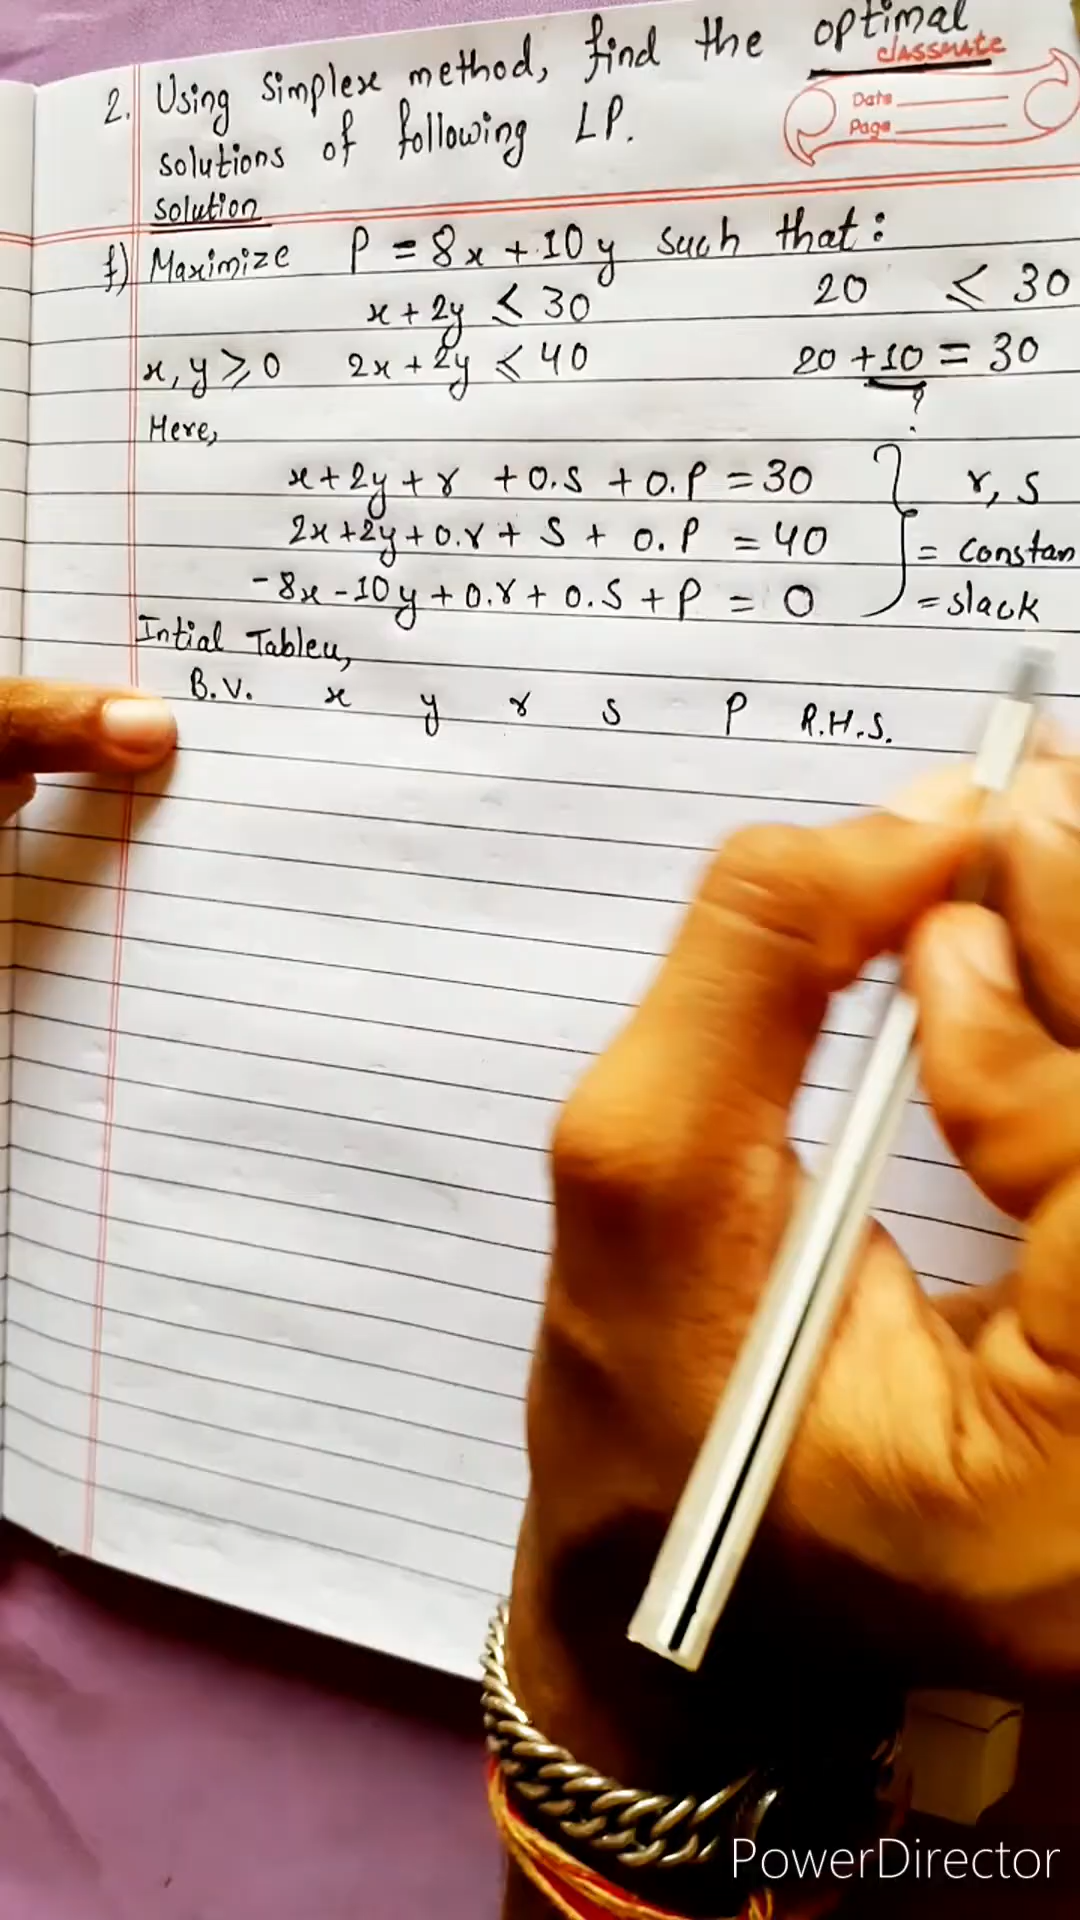 2. Using Simplex method, find the optimal
classmate
Date
Page
solutions of following LP.
solution
f) Maximize P = 8x + 10y such that:
x + 2y ≤ 30 20 ≤ 30
x, y ≥ 0 2x + 2y ≤ 40 20 + 10 = 30
?
Here,
x + 2y + r + 0.s + 0.P = 30 r, s
2x + 2y + 0.r + s + 0.P = 40 = constan
-8x - 10y + 0.r + 0.s + P = 0 = slack
Intial Tableu,
B.V. x y r s P R.H.S.
PowerDirector